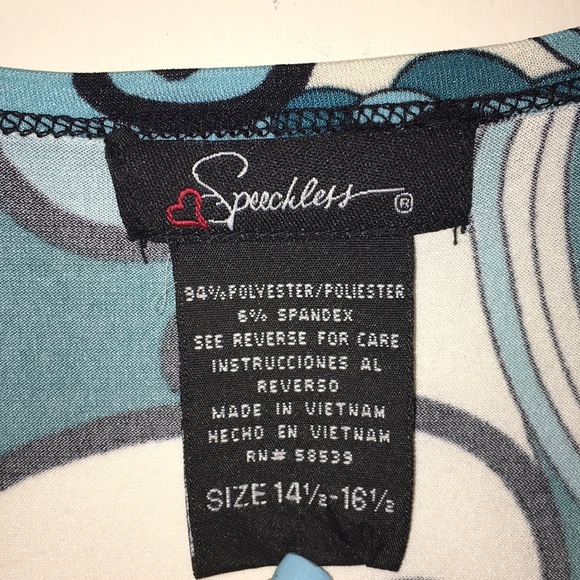 Speechless ®
94% POLYESTER/POLIESTER
6% SPANDEX
SEE REVERSE FOR CARE
INSTRUCCIONES AL
REVERSO
MADE IN VIETNAM
HECHO EN VIETNAM
RN# 58539
SIZE 14½-16½